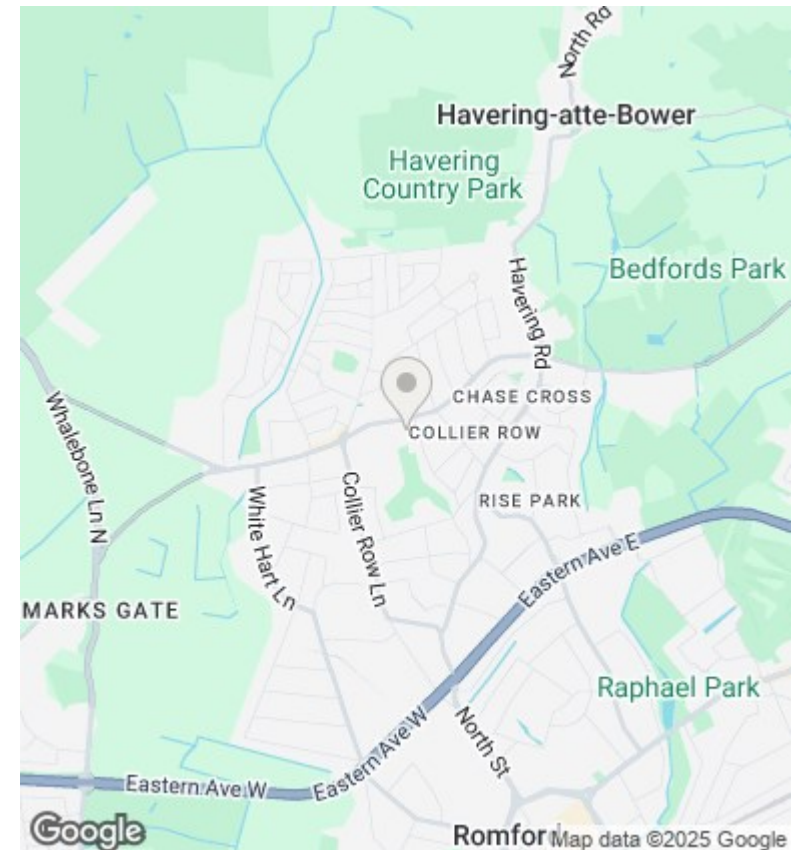 North Rd
Havering-atte-Bower
Havering
Country Park
Bedfords Park
Havering Rd
CHASE CROSS
COLLIER ROW
Whalebone Ln N
Collier Row Ln
White Hart Ln
RISE PARK
Eastern Ave E
MARKS GATE
Raphael Park
North St
Eastern Ave W
Eastern Ave W
Google
Romford
Map data ©2025 Google